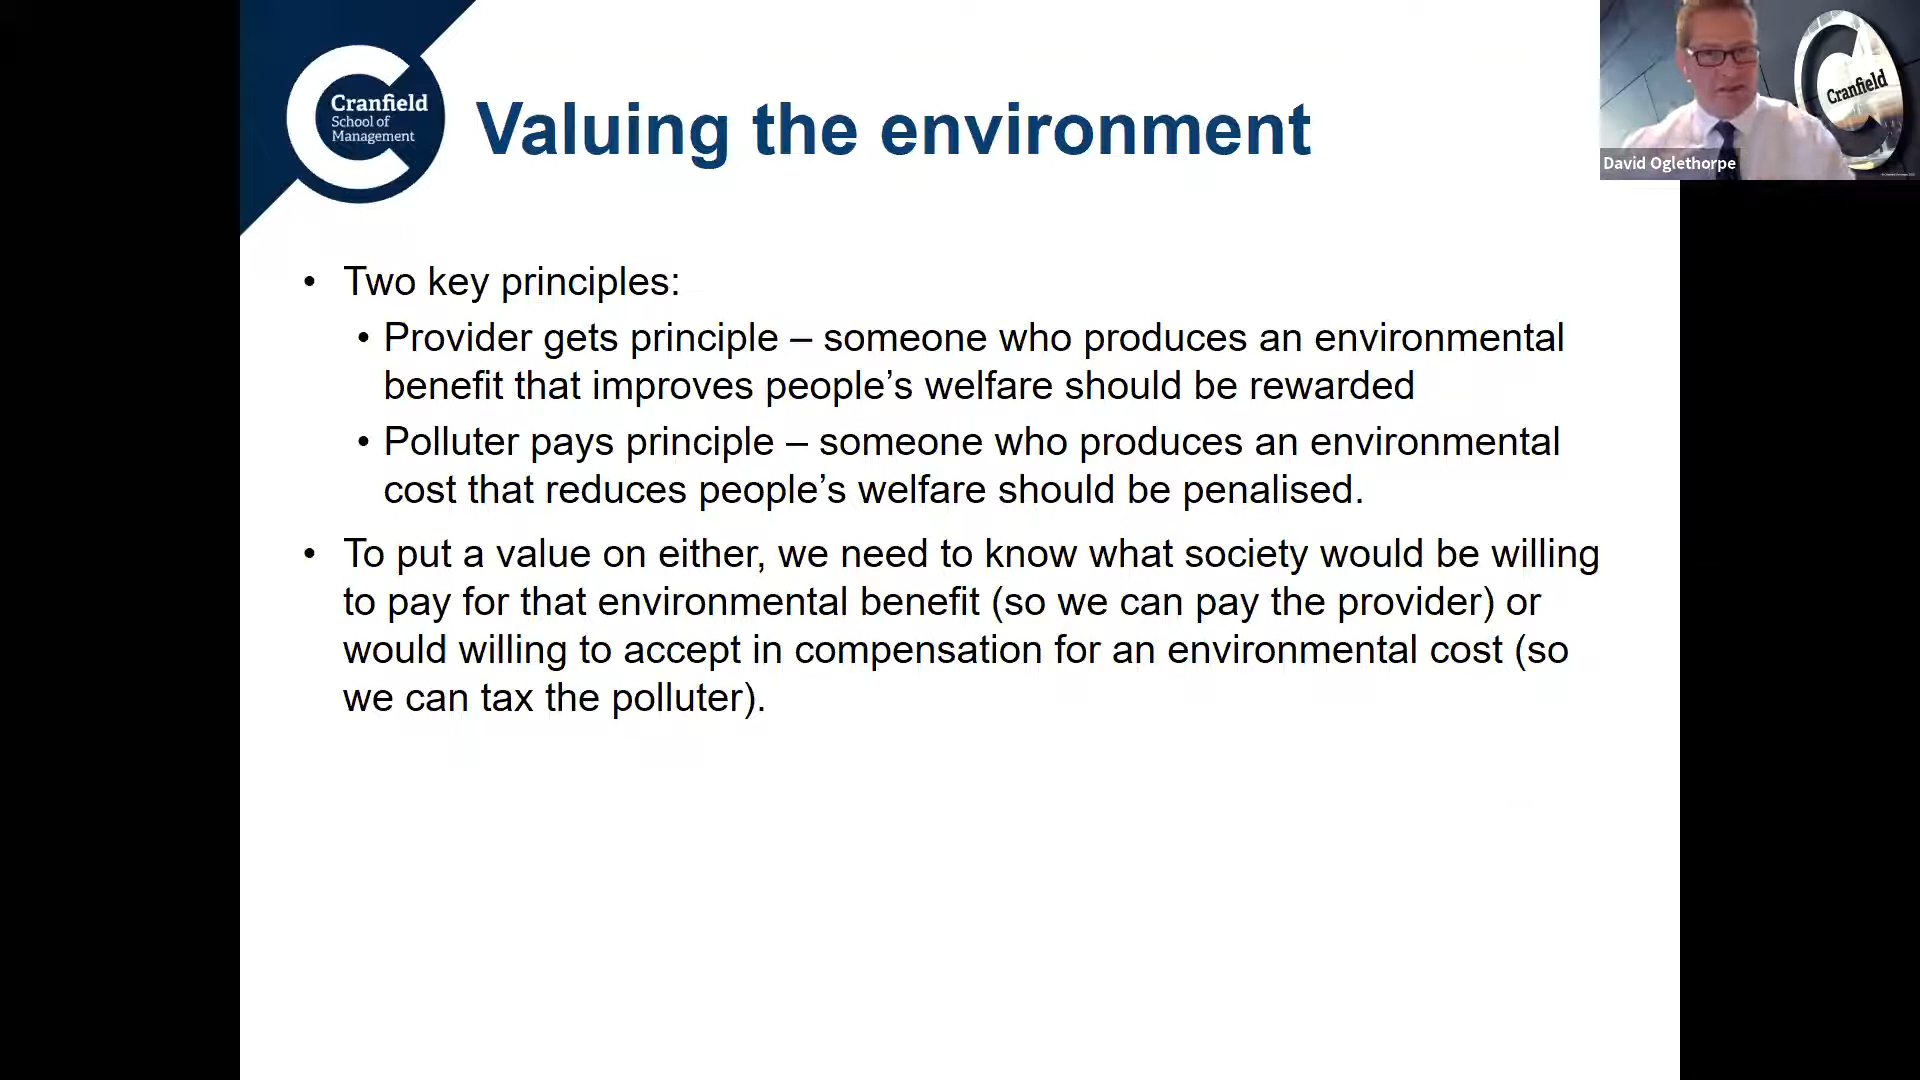 Cranfield
School of
Management
Valuing the environment
Cranfield
David Oglethorpe
• Two key principles:
• Provider gets principle – someone who produces an environmental
benefit that improves people’s welfare should be rewarded
• Polluter pays principle – someone who produces an environmental
cost that reduces people’s welfare should be penalised.
• To put a value on either, we need to know what society would be willing
to pay for that environmental benefit (so we can pay the provider) or
would willing to accept in compensation for an environmental cost (so
we can tax the polluter).